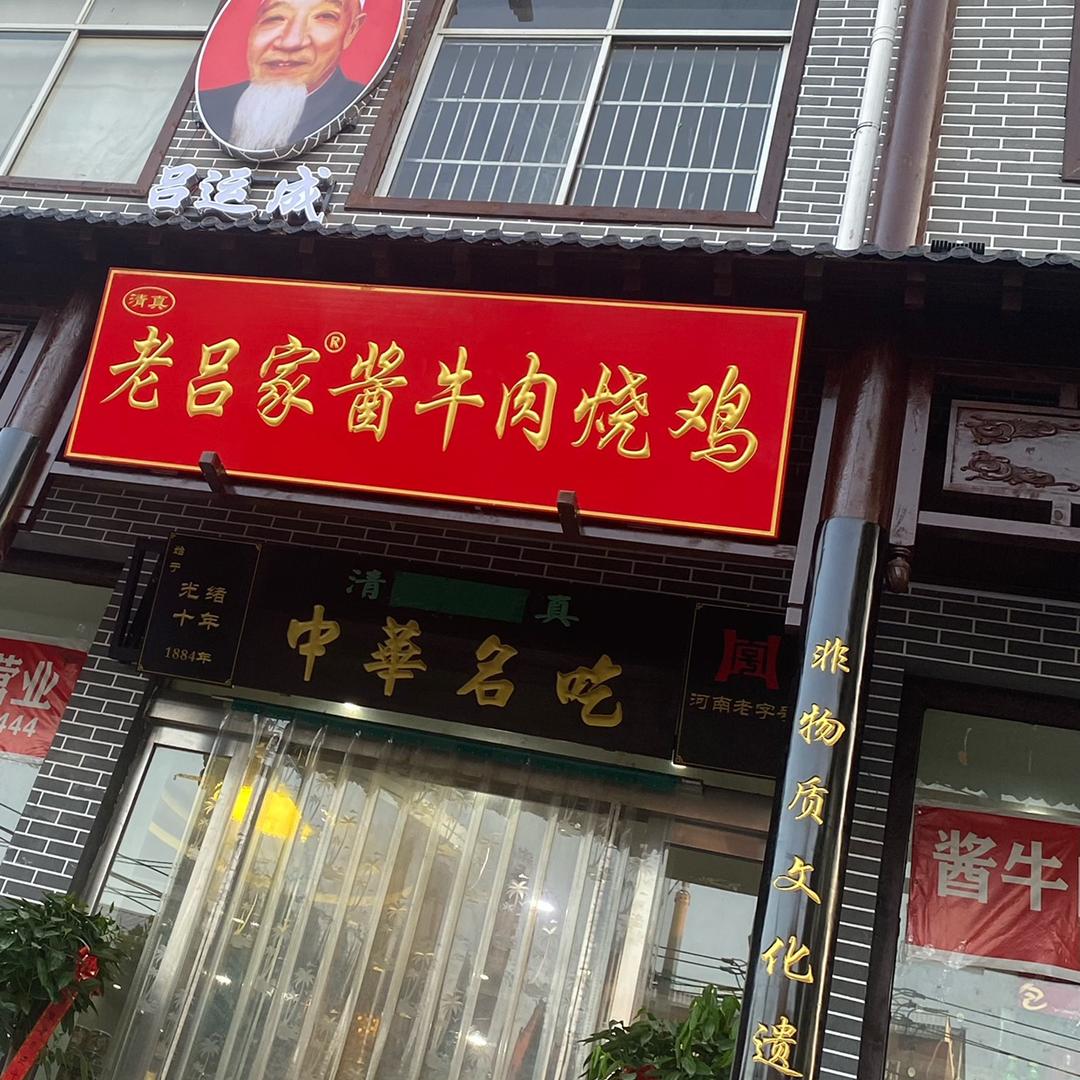 吕运成
清真
老吕家®酱牛肉烧鸡
始于
光绪
十年
1884年
清 真
中華名吃
河南老字号
非物质文化遗
营业
444
酱牛